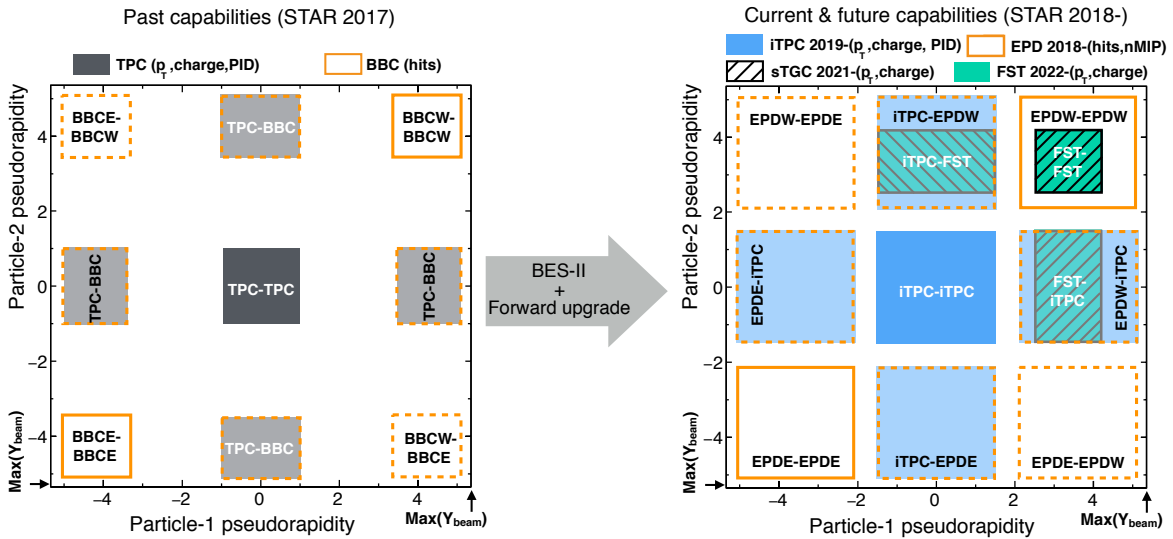 Past capabilities (STAR 2017)
TPC (pT,charge,PID)
BBC (hits)
BBCE-
BBCW
TPC-BBC
BBCW-
BBCW
TPC-BBC
TPC-TPC
TPC-BBC
BBCE-
BBCE
TPC-BBC
BBCW-
BBCE
4
2
0
−2
−4
−4
−2
0
2
4
Particle-2 pseudorapidity
Max(Ybeam)
Particle-1 pseudorapidity
Max(Ybeam)
BES-II
+
Forward upgrade
Current & future capabilities (STAR 2018-)
iTPC 2019-(pT,charge, PID)
EPD 2018-(hits,nMIP)
sTGC 2021-(pT,charge)
FST 2022-(pT,charge)
EPDW-EPDE
iTPC-EPDW
iTPC-FST
EPDW-EPDW
FST-
FST
EPDE-iTPC
iTPC-iTPC
FST-
iTPC
EPDW-iTPC
EPDE-EPDE
iTPC-EPDE
EPDE-EPDW
4
2
0
−2
−4
−4
−2
0
2
4
Particle-2 pseudorapidity
Max(Ybeam)
Particle-1 pseudorapidity
Max(Ybeam)